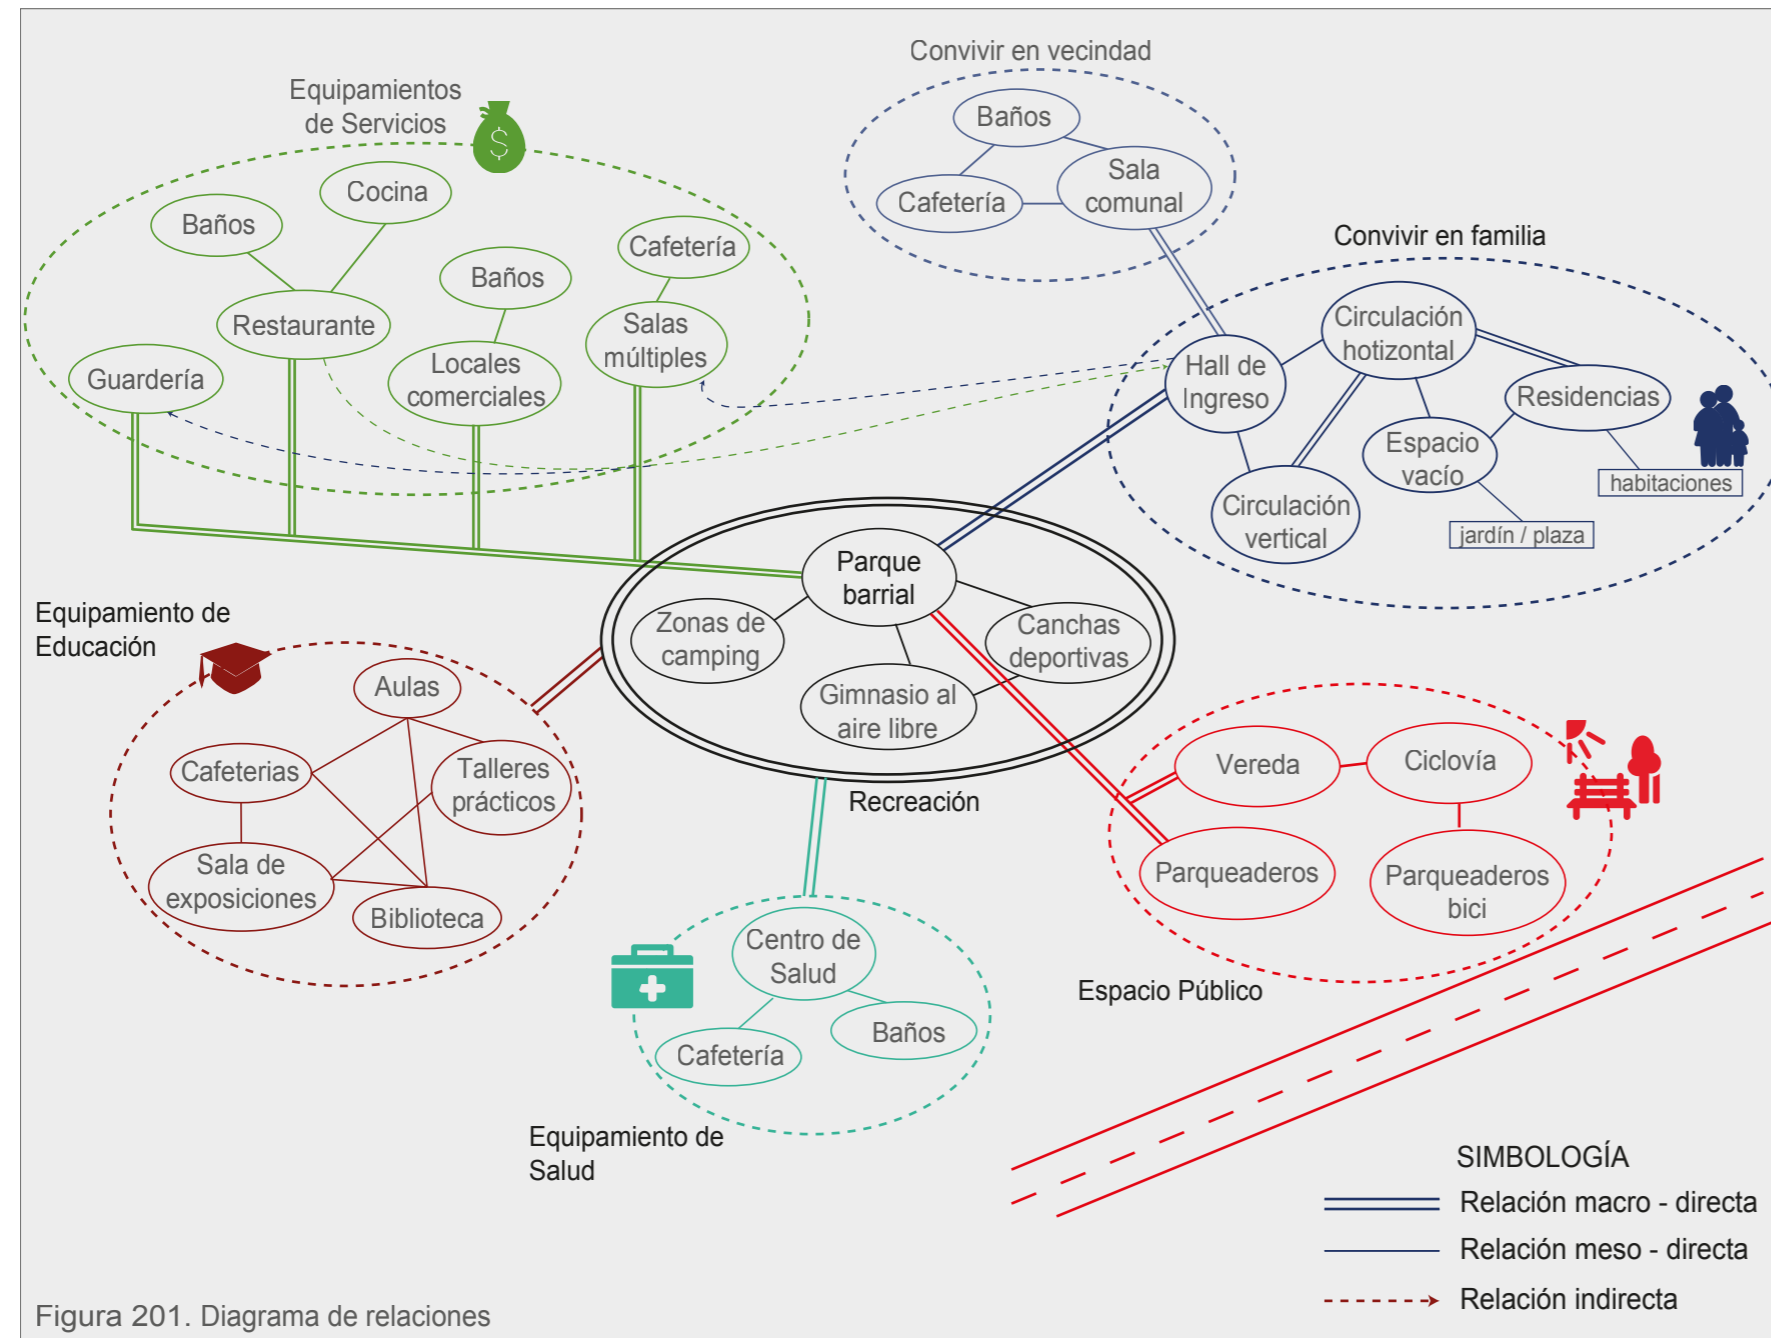 Convivir en vecindad
Baños
Sala
comunal
Cafetería
Equipamientos
de Servicios
$
Cocina
Baños
Cafetería
Baños
Restaurante
Salas
múltiples
Guardería
Locales
comerciales
Convivir en familia
Circulación
hotizontal
Hall de
Ingreso
Residencias
Espacio
vacío
habitaciones
Circulación
vertical
jardín / plaza
Parque
barrial
Zonas de
camping
Canchas
deportivas
Gimnasio al
aire libre
Recreación
Equipamiento de
Educación
Aulas
Cafeterias
Talleres
prácticos
Sala de
exposiciones
Biblioteca
Vereda
Ciclovía
Parqueaderos
Parqueaderos
bici
Espacio Público
Centro de
Salud
Baños
Cafetería
Equipamiento de
Salud
SIMBOLOGÍA
Relación macro - directa
Relación meso - directa
Relación indirecta
Figura 201. Diagrama de relaciones